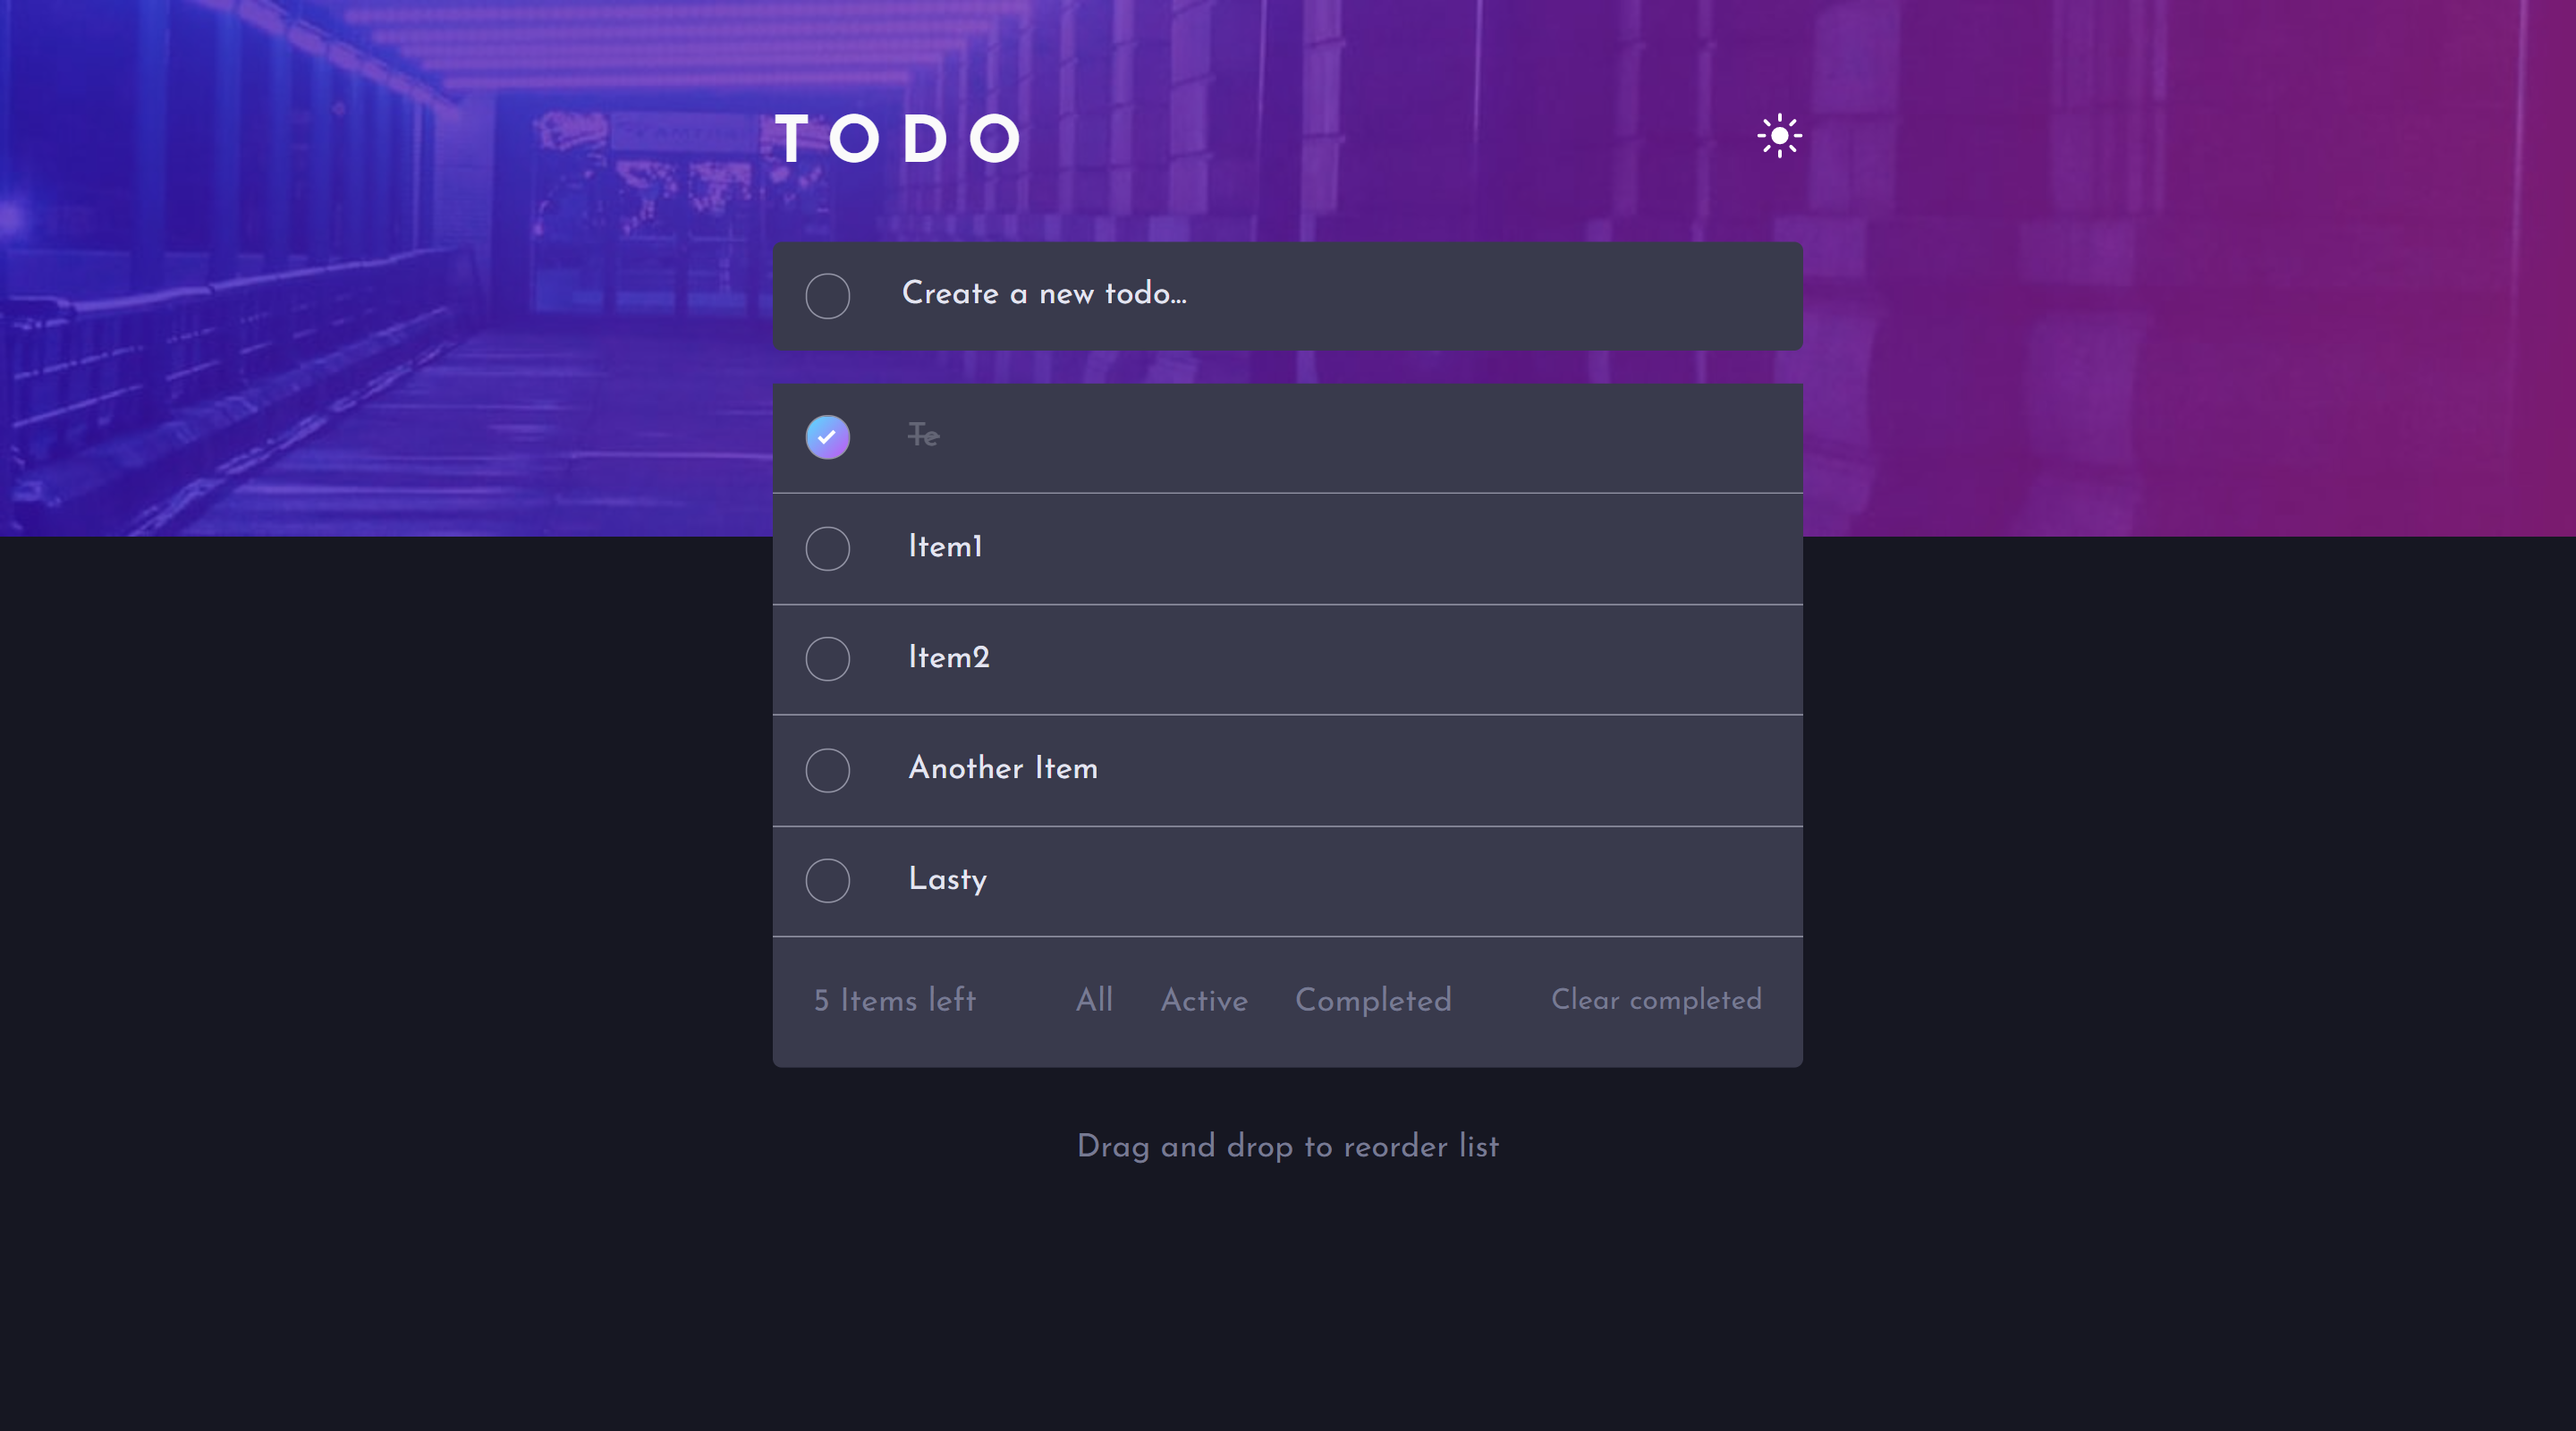 TODO
Create a new todo...
Te
Item1
Item2
Another Item
Lasty
5 Items left All Active Completed Clear completed
Drag and drop to reorder list